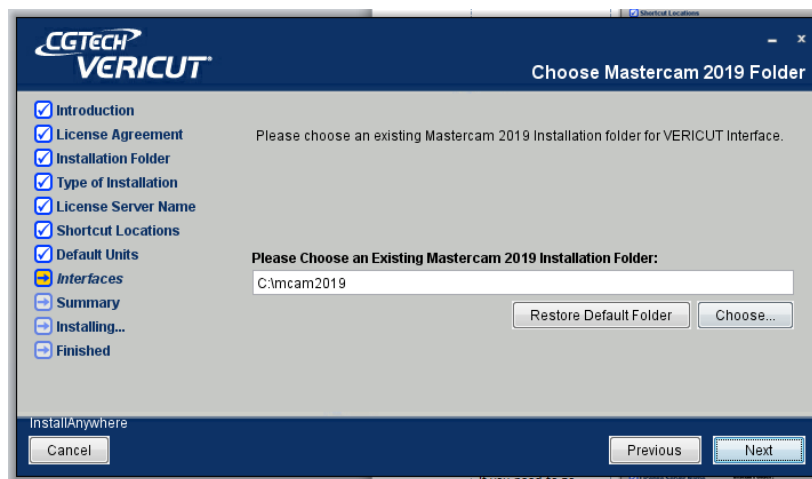 Shortcut Locations
CGTECH
VERICUT
Choose Mastercam 2019 Folder
Introduction
License Agreement
Installation Folder
Type of Installation
License Server Name
Shortcut Locations
Default Units
Interfaces
Summary
Installing...
Finished
Please choose an existing Mastercam 2019 Installation folder for VERICUT Interface.
Please Choose an Existing Mastercam 2019 Installation Folder:
C:\mcam2019
Restore Default Folder
Choose...
InstallAnywhere
Cancel
Previous
Next